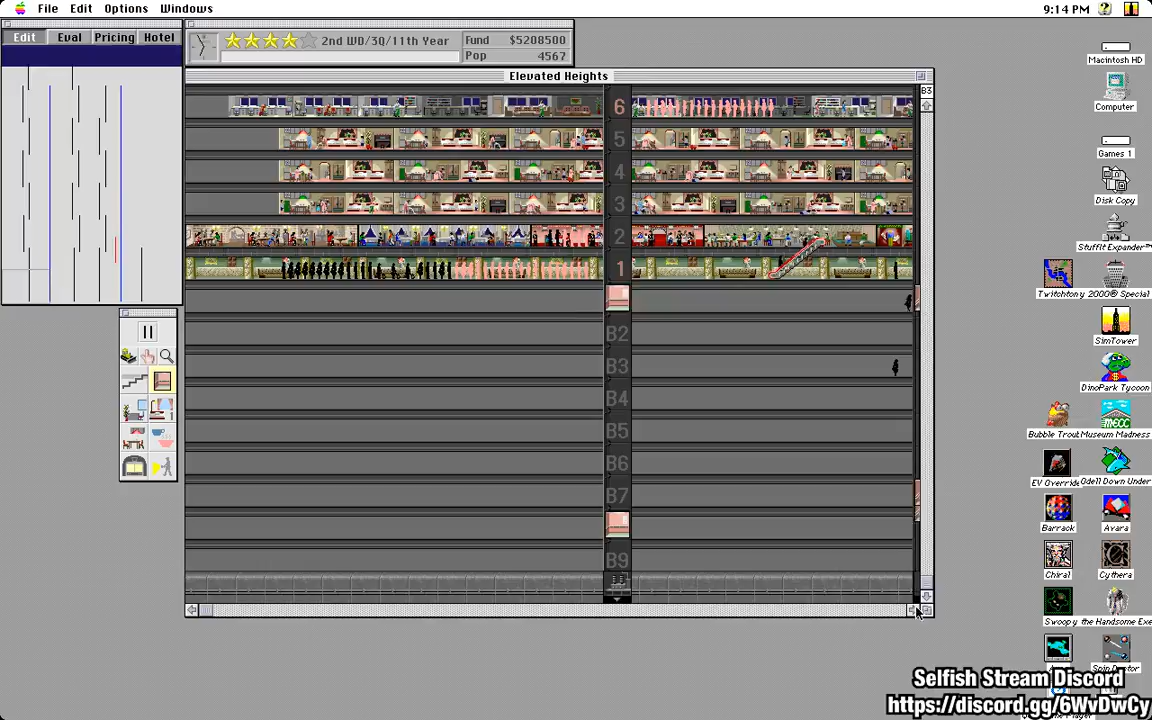 File Edit Options Windows
9:14 PM
Edit Eval Pricing Hotel
2nd WD/3Q/11th Year
Fund $5208500
Pop 4567
Elevated Heights
B3
6
5
4
3
2
1
B2
B3
B4
B5
B6
B7
B9
Macintosh HD
Computer
Games 1
Disk Copy
StuffIt Expander™
Twitchtony 2000® Special
SimTower
DinoPark Tycoon
Bubble Trout
Museum Madness
EV Override
Odell Down Under
Barrack
Avara
Chiral
Cythera
Swoopy the Handsome Exe
Spin Doctor
Selfish Stream Discord
https://discord.gg/6WvDwCy